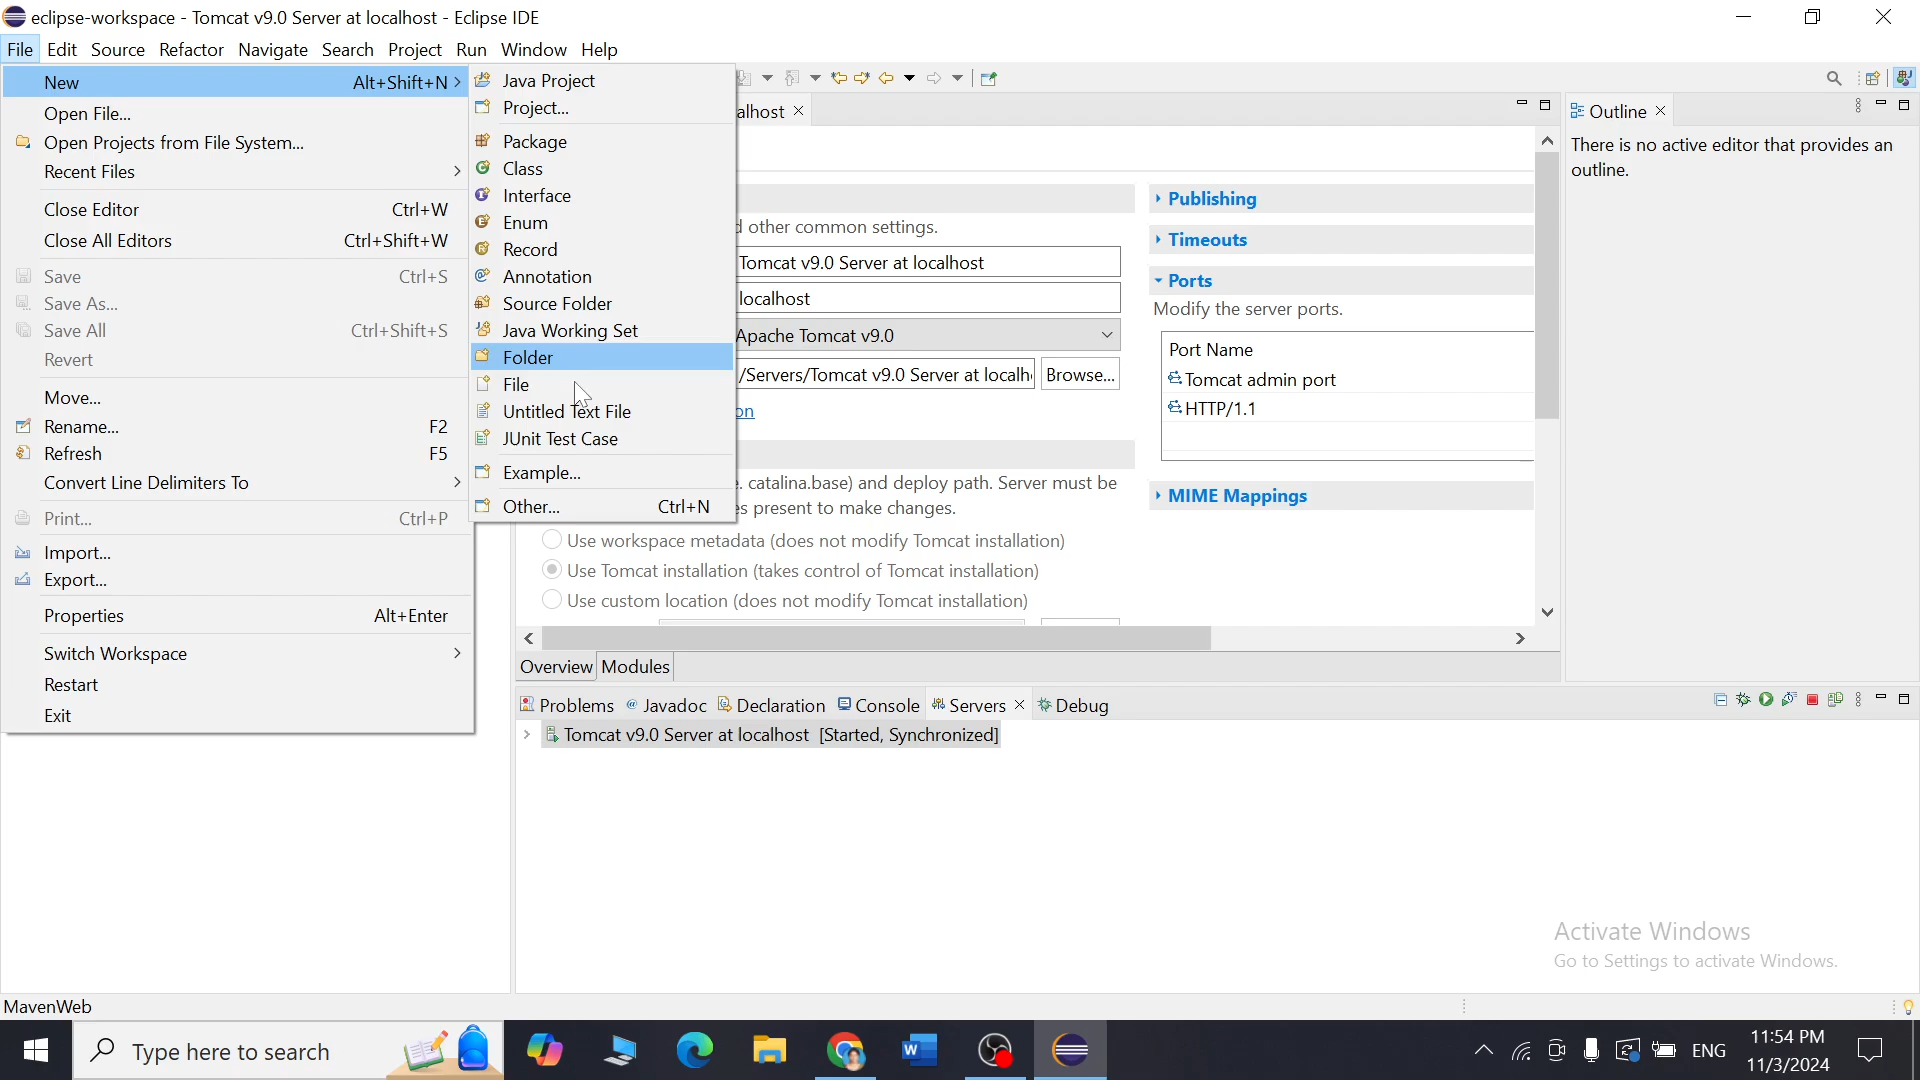 eclipse-workspace - Tomcat v9.0 Server at localhost - Eclipse IDE
File Edit Source Refactor Navigate Search Project Run Window Help
New Alt+Shift+N
Open File...
Open Projects from File System...
Recent Files
Close Editor Ctrl+W
Close All Editors Ctrl+Shift+W
Save Ctrl+S
Save As...
Save All Ctrl+Shift+S
Revert
Move...
Rename... F2
Refresh F5
Convert Line Delimiters To
Print... Ctrl+P
Import...
Export...
Properties Alt+Enter
Switch Workspace
Restart
Exit
Java Project
Project...
Package
Class
Interface
Enum
Record
Annotation
Source Folder
Java Working Set
Folder
File
Untitled Text File
JUnit Test Case
Example...
Other... Ctrl+N
alhost
d other common settings.
Tomcat v9.0 Server at localhost
localhost
Apache Tomcat v9.0
/Servers/Tomcat v9.0 Server at localh Browse...
on
. catalina.base) and deploy path. Server must be
s present to make changes.
Use workspace metadata (does not modify Tomcat installation)
Use Tomcat installation (takes control of Tomcat installation)
Use custom location (does not modify Tomcat installation)
Publishing
Timeouts
Ports
Modify the server ports.
Port Name
Tomcat admin port
HTTP/1.1
MIME Mappings
Overview Modules
Outline
There is no active editor that provides an
outline.
Problems Javadoc Declaration Console Servers Debug
Tomcat v9.0 Server at localhost [Started, Synchronized]
Activate Windows
Go to Settings to activate Windows.
MavenWeb
Type here to search
ENG
11:54 PM
11/3/2024